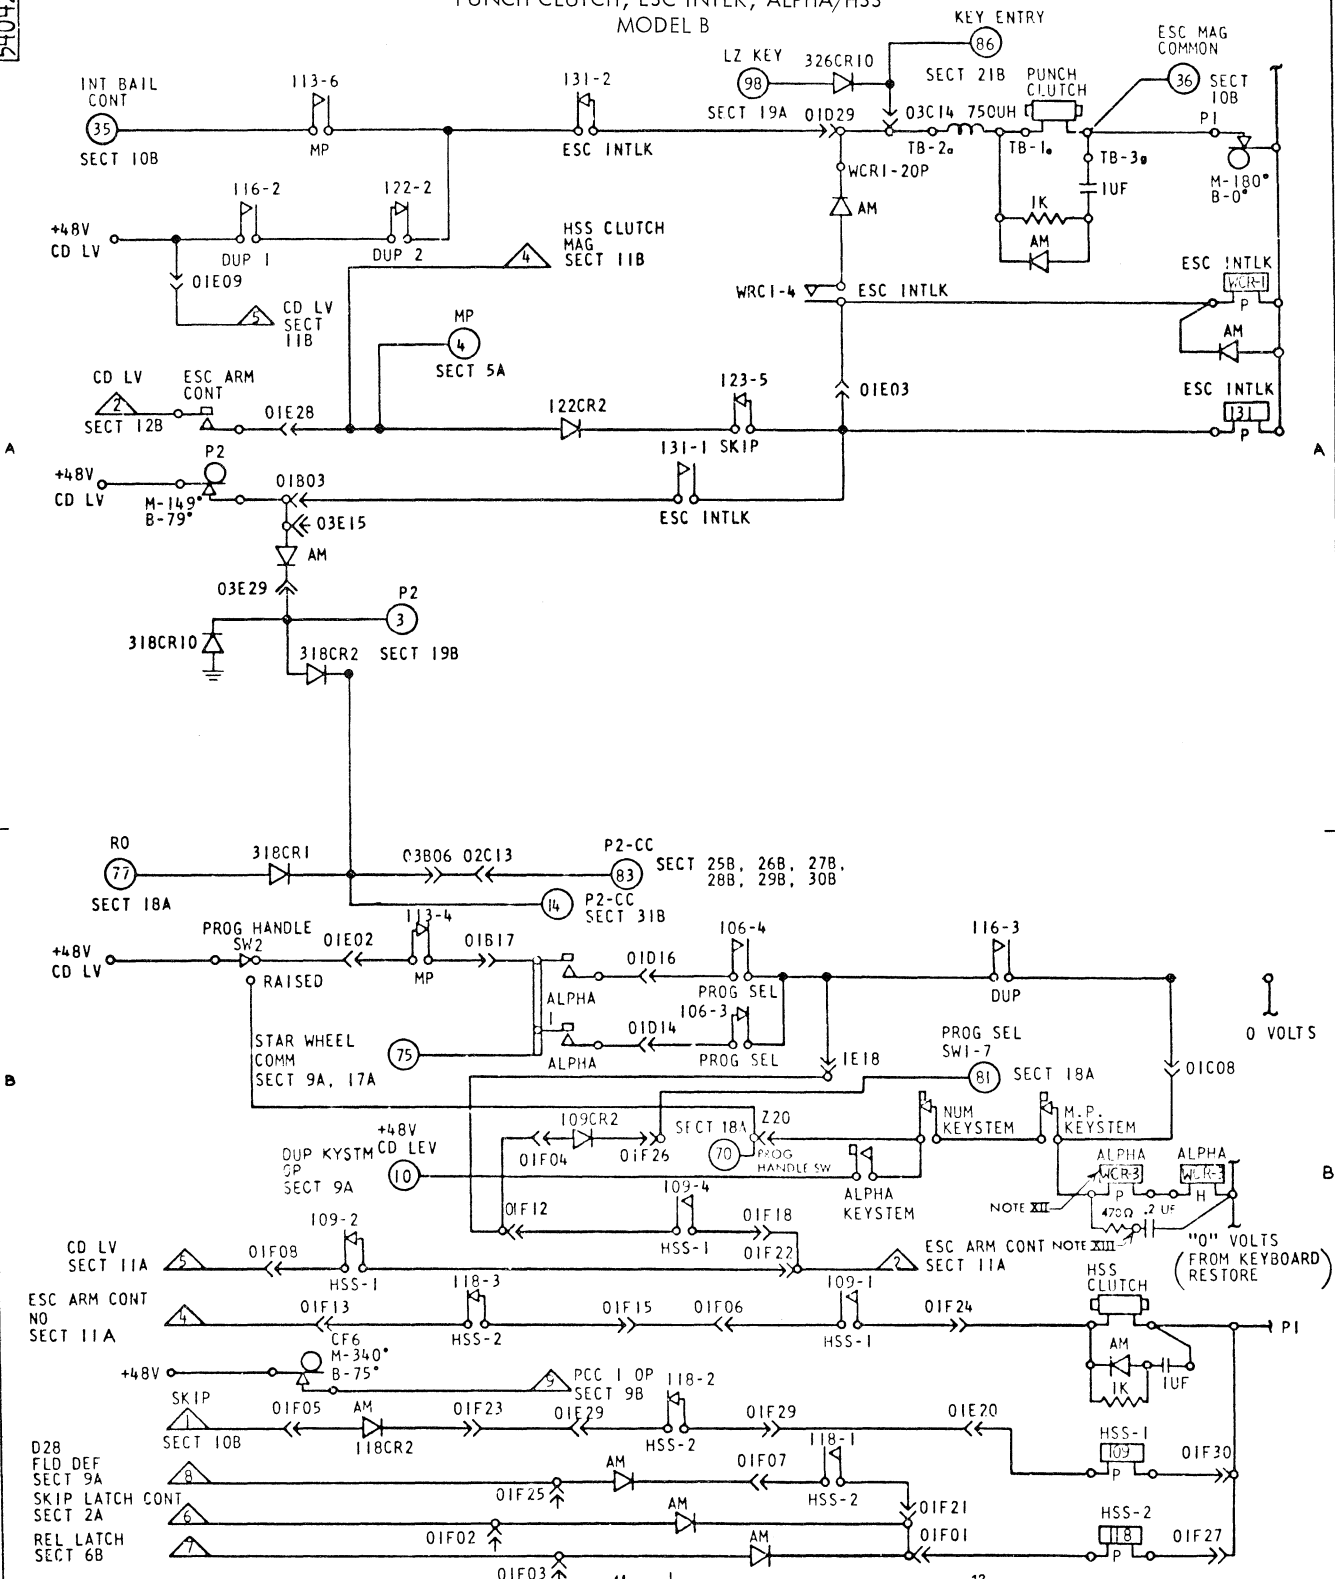 5404
PUNCH CLUTCH, ESC INTLK, ALPHA/HSS
MODEL B
KEY ENTRY
86
SECT 21B
ESC MAG
COMMON
36
SECT
10B
LZ KEY
98
SECT 19A
326CR10
PUNCH
CLUTCH
INT BAIL
CONT
35
SECT 10B
113-6
MP
131-2
ESC INTLK
01D29
03C14
750UH
TB-2a
TB-1e
TB-3g
P1
M-180°
B-0°
WCR1-20P
AM
1UF
1K
AM
116-2
122-2
+48V
CD LV
DUP 1
DUP 2
01E09
HSS CLUTCH
MAG
SECT 11B
4
5
CD LV
SECT
11B
WRC1-4
ESC INTLK
ESC INTLK
WCR-1
P
AM
MP
4
SECT 5A
CD LV
2
SECT 12B
ESC ARM
CONT
01E28
122CR2
123-5
SKIP
01E03
ESC INTLK
131
P
A
A
+48V
CD LV
P2
M-149°
B-79°
01B03
131-1
ESC INTLK
03E15
AM
03E29
P2
3
SECT 19B
318CR10
318CR2
R0
77
SECT 18A
318CR1
03B06
02C13
P2-CC
83
SECT 25B, 26B, 27B,
28B, 29B, 30B
14
P2-CC
SECT 31B
PROG HANDLE
SW2
+48V
CD LV
RAISED
01E02
113-4
MP
01B17
ALPHA
1
01D16
106-4
PROG SEL
116-3
DUP
0 VOLTS
106-3
01D14
PROG SEL
ALPHA
STAR WHEEL
COMM
SECT 9A, 17A
75
1E18
PROG SEL
SW1-7
81
SECT 18A
01C08
B
B
109CR2
01F04
01F26
SECT 18A
70
Z20
PROG
HANDLE SW
NUM
KEYSTEM
M.P.
KEYSTEM
+48V
CD LEV
DUP KYSTM
OP
SECT 9A
10
ALPHA
KEYSTEM
ALPHA
WCR-3
P
ALPHA
WCR-3
H
NOTE XII
470Ω
.2 UF
NOTE XIII
"0" VOLTS
(FROM KEYBOARD)
RESTORE
01F12
109-4
HSS-1
01F18
01F22
CD LV
SECT 11A
5
01F08
109-2
HSS-1
2
ESC ARM CONT
SECT 11A
ESC ARM CONT
NO
SECT 11A
4
01F13
118-3
HSS-2
01F15
01F06
109-1
HSS-1
01F24
HSS
CLUTCH
P1
AM
1K
1UF
+48V
CF6
M-340°
B-75°
9
PCC 1 OP
SECT 9B
SKIP
1
SECT 10B
01F05
AM
118CR2
01F23
01E29
118-2
HSS-2
01F29
01E20
HSS-1
109
P
01F30
D28
FLD DEF
SECT 9A
8
01F25
AM
01F07
118-1
HSS-2
01F21
SKIP LATCH CONT
SECT 2A
6
01F02
AM
REL LATCH
SECT 6B
7
01F03
AM
01F01
HSS-2
118
P
01F27